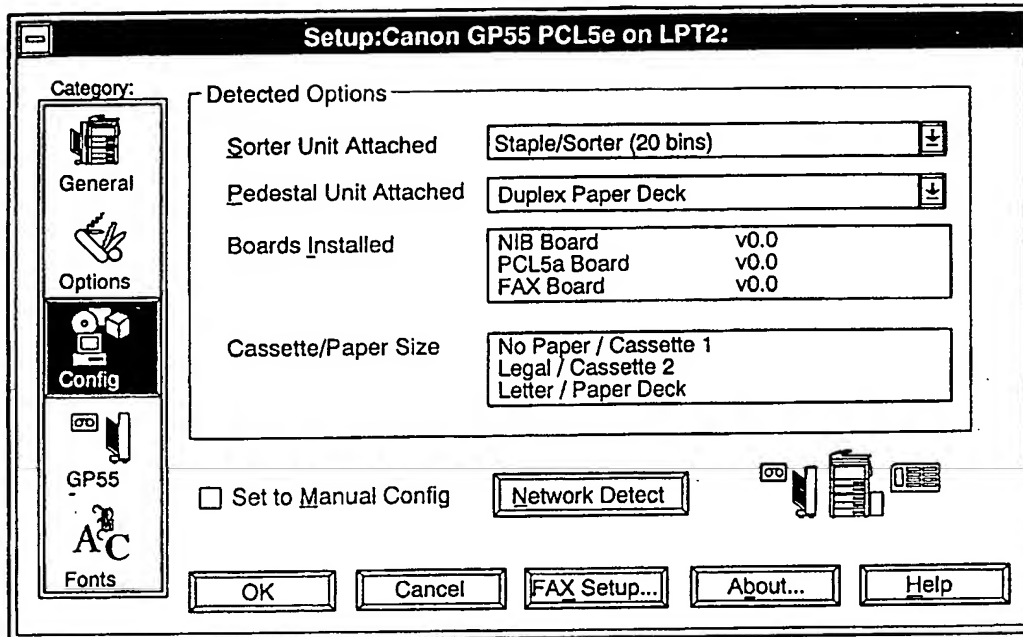 Setup:Canon GP55 PCL5e on LPT2:
Category:
General
Options
Config
GP55
Fonts
Detected Options
Sorter Unit Attached
Staple/Sorter (20 bins)
Pedestal Unit Attached
Duplex Paper Deck
Boards Installed
NIB Board v0.0
PCL5a Board v0.0
FAX Board v0.0
Cassette/Paper Size
No Paper / Cassette 1
Legal / Cassette 2
Letter / Paper Deck
Set to Manual Config
Network Detect
OK
Cancel
FAX Setup...
About...
Help